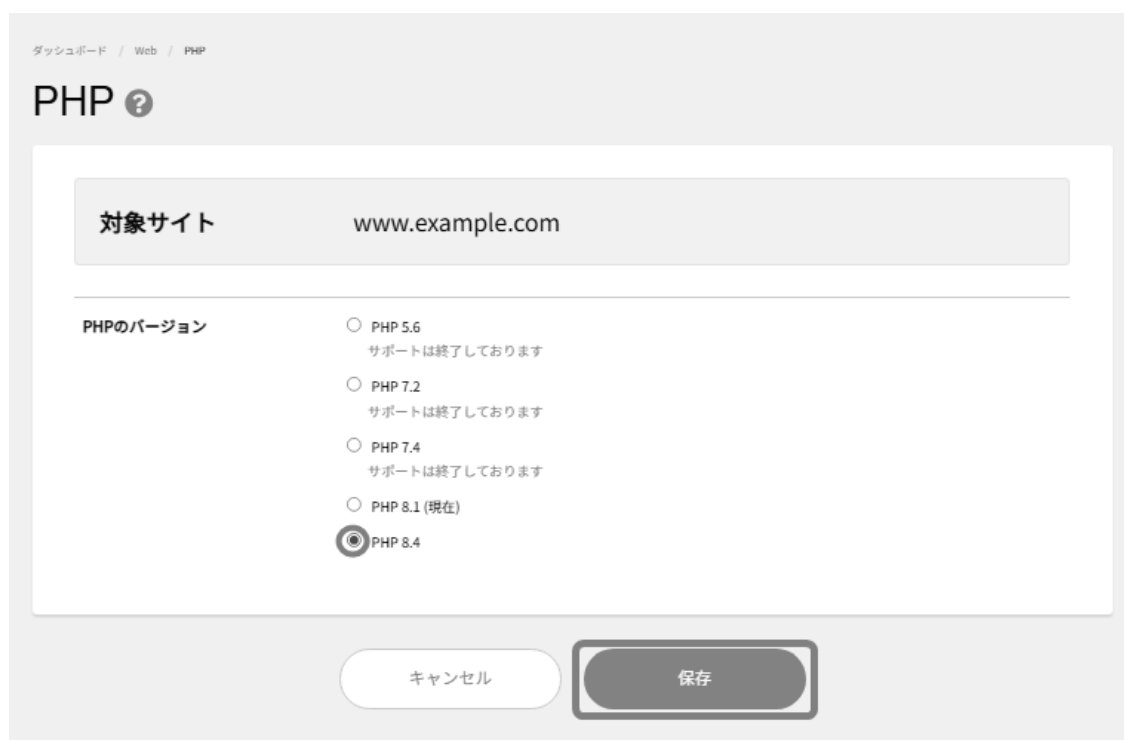 ダッシュボード / Web / PHP
PHP ?
対象サイト www.example.com
PHPのバージョン PHP 5.6
サポートは終了しております
PHP 7.2
サポートは終了しております
PHP 7.4
サポートは終了しております
PHP 8.1 (現在)
PHP 8.4
キャンセル 保存